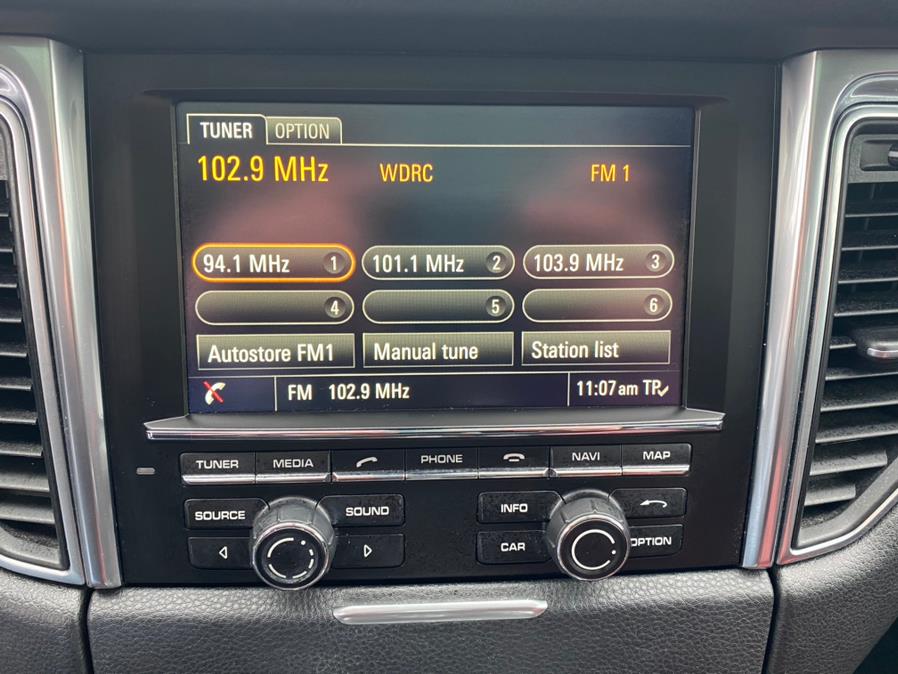 TUNER OPTION
102.9 MHz WDRC FM 1
94.1 MHz 1 101.1 MHz 2 103.9 MHz 3
4 5 6
Autostore FM1 Manual tune Station list
FM 102.9 MHz 11:07 am TP
TUNER MEDIA PHONE NAVI MAP
SOURCE SOUND INFO
CAR OPTION